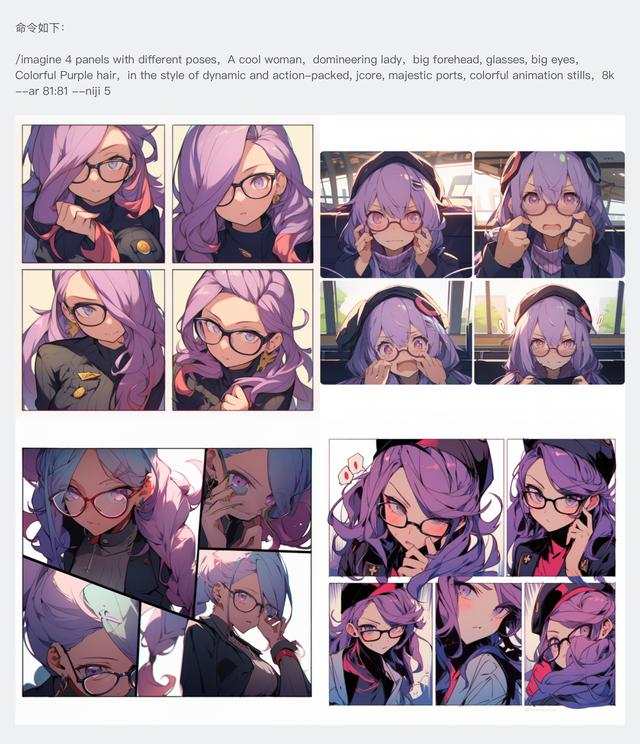 命令如下：
/imagine 4 panels with different poses，A cool woman，domineering lady，big forehead, glasses, big eyes,
Colorful Purple hair，in the style of dynamic and action-packed, jcore, majestic ports, colorful animation stills，8k
--ar 81:81 --niji 5